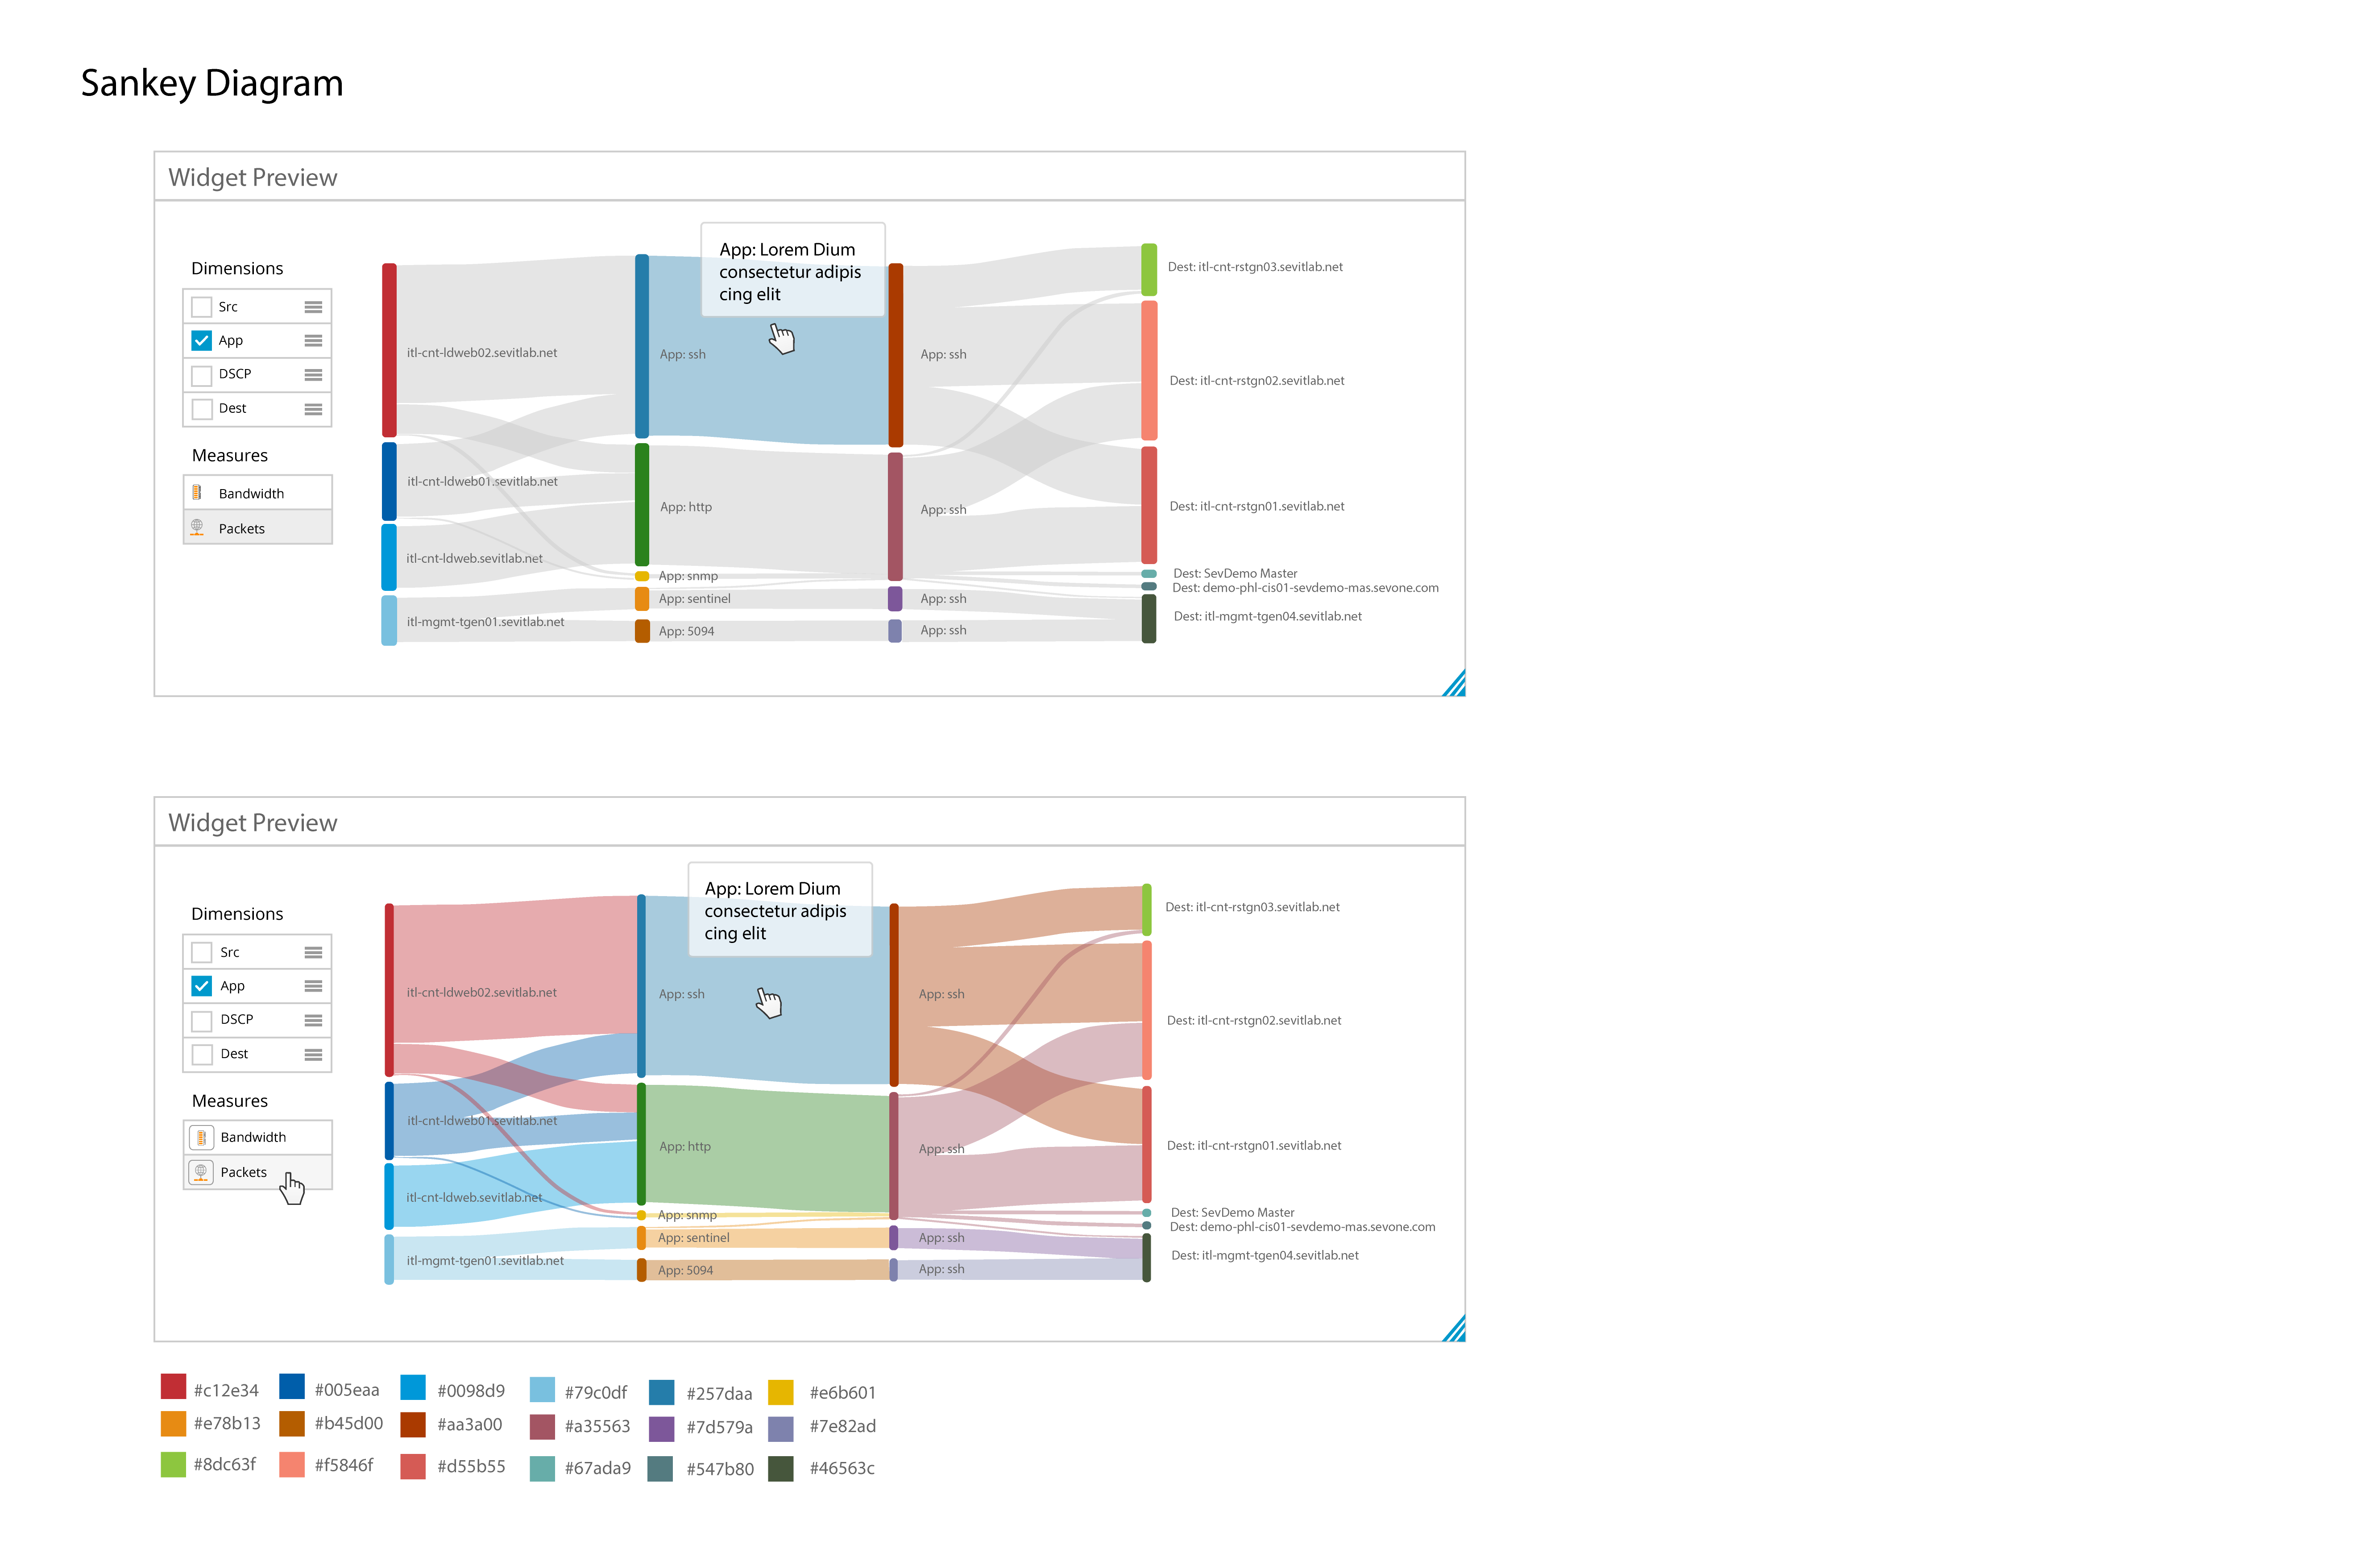 Sankey Diagram
Widget Preview
App: Lorem Dium
consectetur adipis
cing elit
Dimensions
Src
App
DSCP
Dest
Measures
Bandwidth
Packets
itl-cnt-ldweb02.sevitlab.net
itl-cnt-ldweb01.sevitlab.net
itl-cnt-ldweb.sevitlab.net
itl-mgmt-tgen01.sevitlab.net
App: ssh
App: http
App: snmp
App: sentinel
App: 5094
App: ssh
App: ssh
App: ssh
App: ssh
Dest: itl-cnt-rstgn03.sevitlab.net
Dest: itl-cnt-rstgn02.sevitlab.net
Dest: itl-cnt-rstgn01.sevitlab.net
Dest: SevDemo Master
Dest: demo-phl-cis01-sevdemo-mas.sevone.com
Dest: itl-mgmt-tgen04.sevitlab.net
Widget Preview
App: Lorem Dium
consectetur adipis
cing elit
Dimensions
Src
App
DSCP
Dest
Measures
Bandwidth
Packets
itl-cnt-ldweb02.sevitlab.net
itl-cnt-ldweb01.sevitlab.net
itl-cnt-ldweb.sevitlab.net
itl-mgmt-tgen01.sevitlab.net
App: ssh
App: http
App: snmp
App: sentinel
App: 5094
App: ssh
App: ssh
App: ssh
App: ssh
Dest: itl-cnt-rstgn03.sevitlab.net
Dest: itl-cnt-rstgn02.sevitlab.net
Dest: itl-cnt-rstgn01.sevitlab.net
Dest: SevDemo Master
Dest: demo-phl-cis01-sevdemo-mas.sevone.com
Dest: itl-mgmt-tgen04.sevitlab.net
#c12e34 #005eaa #0098d9 #79c0df #257daa #e6b601
#e78b13 #b45d00 #aa3a00 #a35563 #7d579a #7e82ad
#8dc63f #f5846f #d55b55 #67ada9 #547b80 #46563c